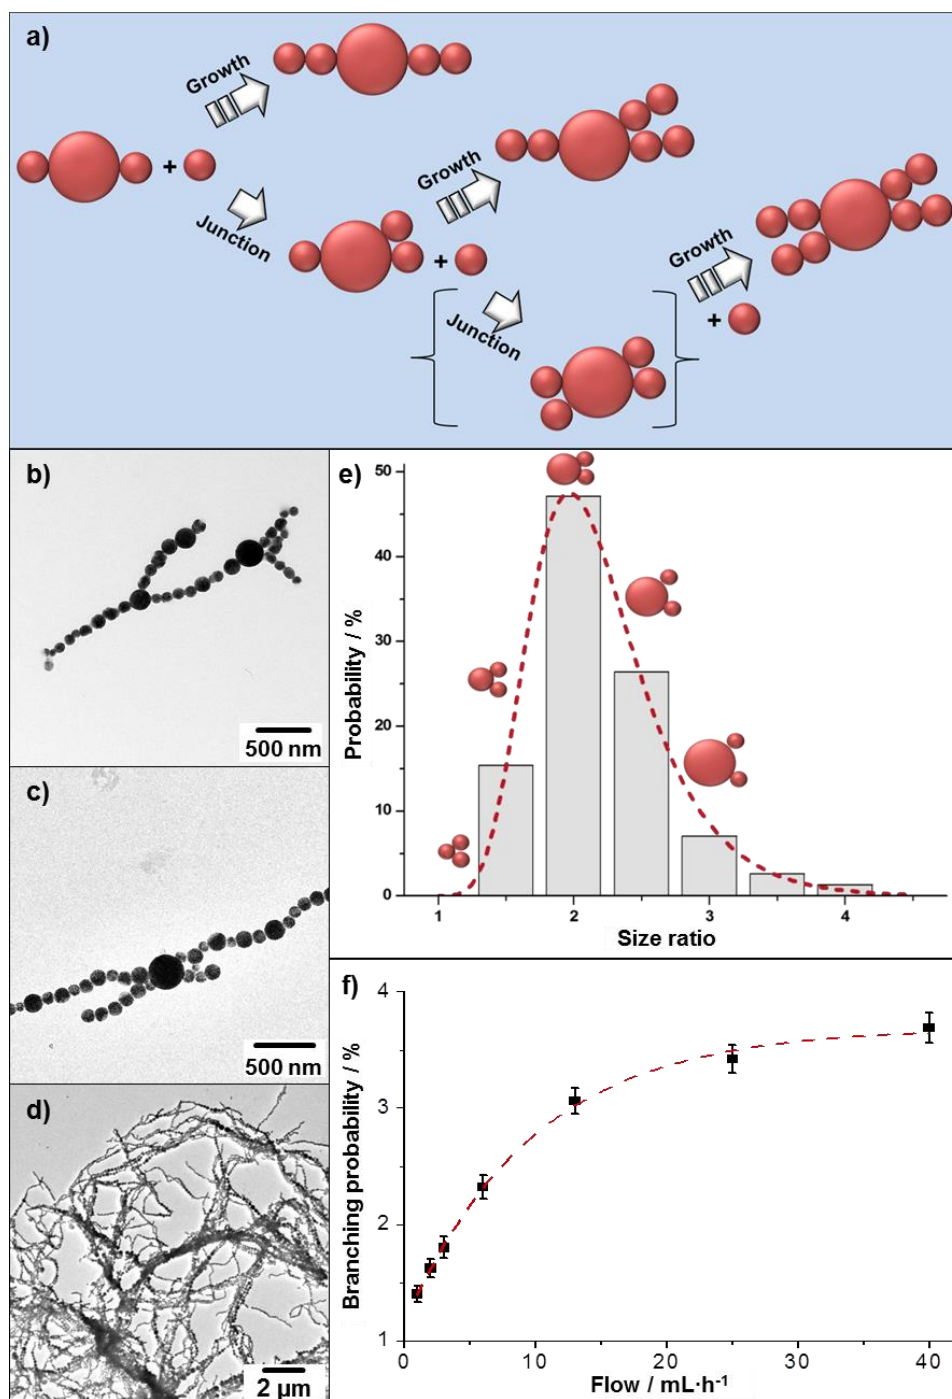 a)
Growth
+
Junction
Growth
+
Junction
Growth
+
b)
500 nm
c)
500 nm
d)
2 µm
e)
50
40
30
20
10
0
Probability / %
1 2 3 4
Size ratio
f)
4
3
2
1
Branching probability / %
0 10 20 30 40
Flow / mL·h⁻¹